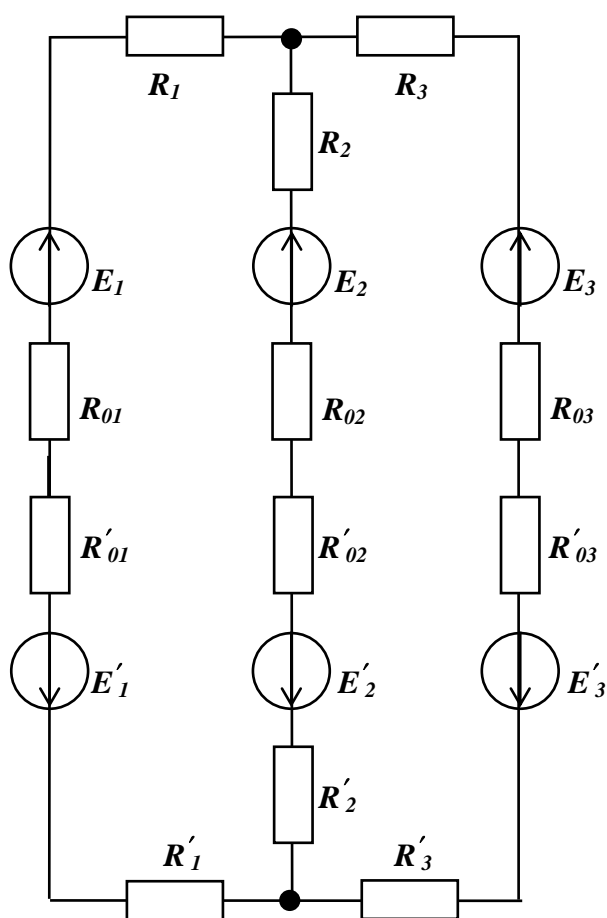 R1 R3
R2
E1 E2 E3
R01 R02 R03
R′01 R′02 R′03
E′1 E′2 E′3
R′2
R′1 R′3